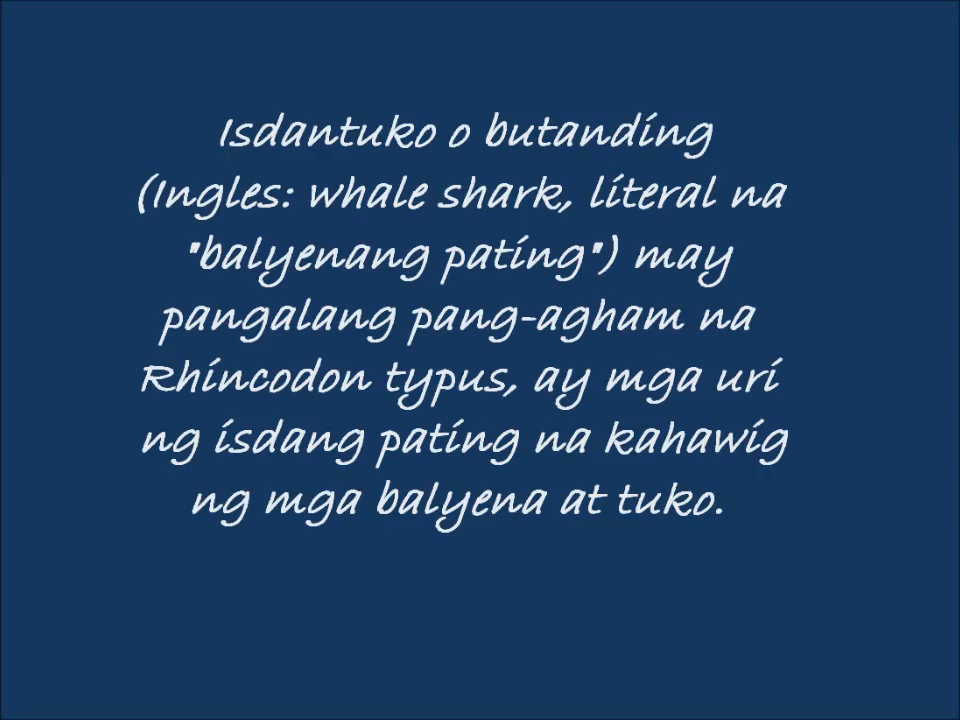 Isdantuko o butanding
(Ingles: whale shark, literal na
"balyenang pating") may
pangalang pang-agham na
Rhincodon typus, ay mga uri
ng isdang pating na kahawig
ng mga balyena at tuko.